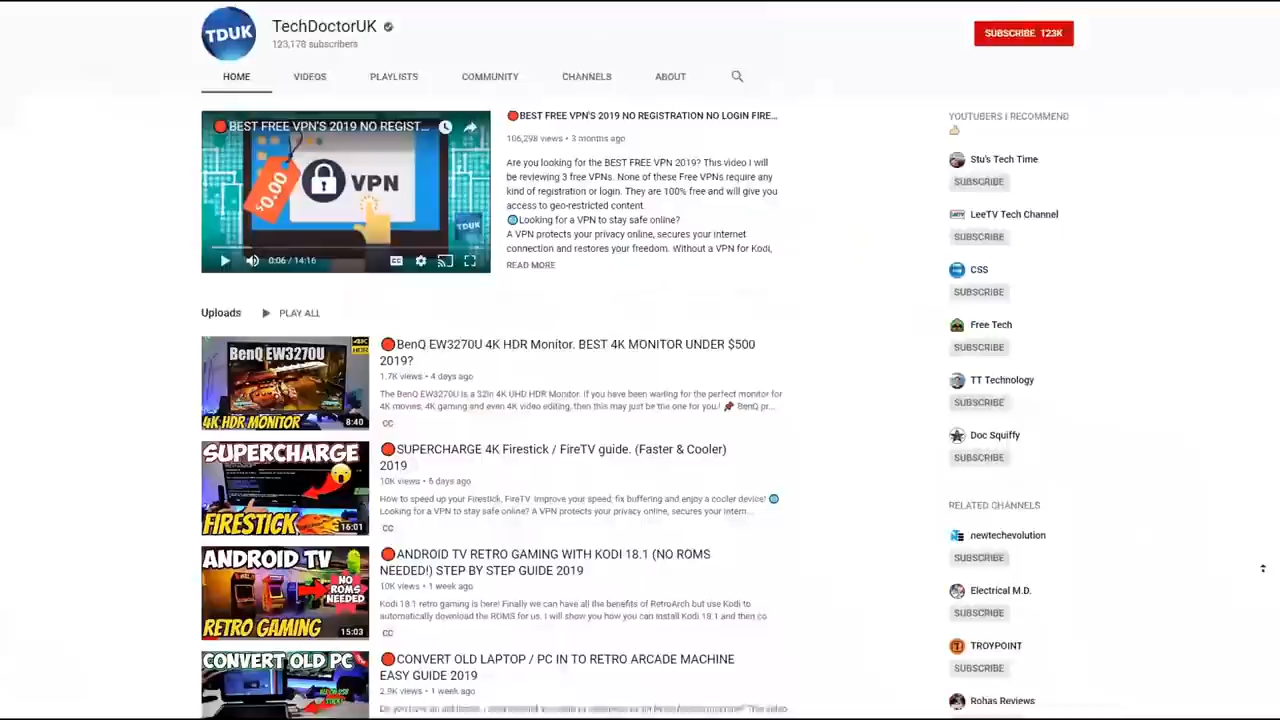 TDUK
TechDoctorUK
123,178 subscribers
SUBSCRIBE 123K
HOME
VIDEOS
PLAYLISTS
COMMUNITY
CHANNELS
ABOUT
BEST FREE VPN'S 2019 NO REGIST...
$0.00
VPN
TDUK
0:06 / 14:16
BEST FREE VPN'S 2019 NO REGISTRATION NO LOGIN FIRE...
106,298 views • 3 months ago
Are you looking for the BEST FREE VPN 2019? This video I will
be reviewing 3 free VPNs. None of these Free VPNs require any
kind of registration or login. They are 100% free and will give you
access to geo-restricted content.
Looking for a VPN to stay safe online?
A VPN protects your privacy online, secures your internet
connection and restores your freedom. Without a VPN for Kodi,
READ MORE
Uploads
PLAY ALL
BenQ EW3270U
4K
HDR
4K HDR MONITOR
8:40
BenQ EW3270U 4K HDR Monitor. BEST 4K MONITOR UNDER $500
2019?
1.7K views • 4 days ago
The BenQ EW3270U is a 32in 4K UHD HDR Monitor. If you have been waiting for the perfect monitor for
4K movies, 4K gaming and even 4K video editing, then this may just be the one for you! BenQ pr...
CC
SUPERCHARGE
FIRESTICK
16:01
SUPERCHARGE 4K Firestick / FireTV guide. (Faster & Cooler)
2019
10K views • 6 days ago
How to speed up your Firestick, FireTV. Improve your speed, fix buffering and enjoy a cooler device!
Looking for a VPN to stay safe online? A VPN protects your privacy online, secures your intern...
CC
ANDROID TV
NO
ROMS
NEEDED!
RETRO GAMING
15:03
ANDROID TV RETRO GAMING WITH KODI 18.1 (NO ROMS
NEEDED!) STEP BY STEP GUIDE 2019
10K views • 1 week ago
Kodi 18.1 retro gaming is here! Finally we can have all the benefits of RetroArch but use Kodi to
automatically download the ROMS for us. I will show you how you can install Kodi 18.1 and then co
CC
CONVERT OLD PC
CONVERT OLD LAPTOP / PC IN TO RETRO ARCADE MACHINE
EASY GUIDE 2019
2.9K views • 1 week ago
YOUTUBERS I RECOMMEND
Stu's Tech Time
SUBSCRIBE
LeeTV Tech Channel
SUBSCRIBE
CSS
SUBSCRIBE
Free Tech
SUBSCRIBE
TT Technology
SUBSCRIBE
Doc Squiffy
SUBSCRIBE
RELATED CHANNELS
newtechevolution
SUBSCRIBE
Electrical M.D.
SUBSCRIBE
TROYPOINT
SUBSCRIBE
Rohas Reviews